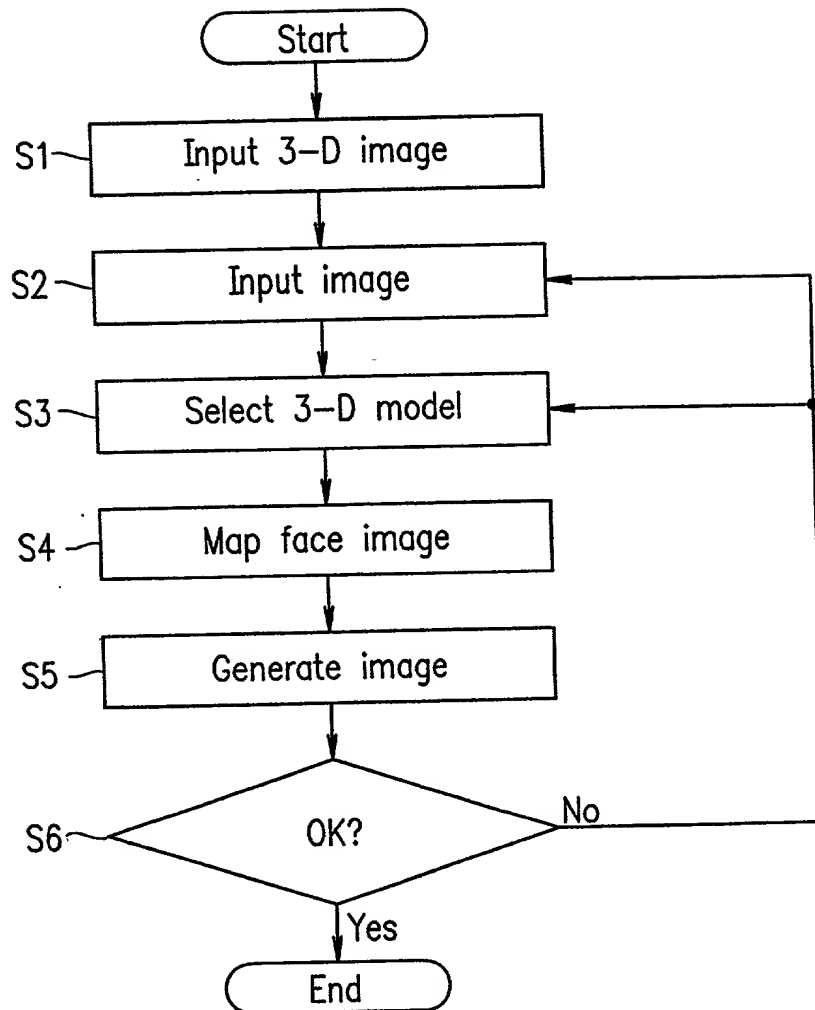 Start
S1 Input 3-D image
S2 Input image
S3 Select 3-D model
S4 Map face image
S5 Generate image
S6 OK? No
Yes
End